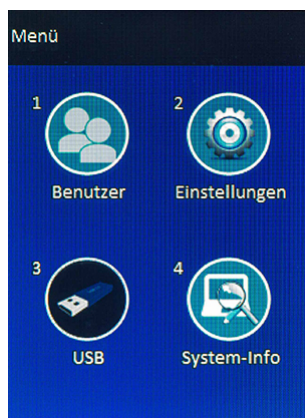 Menü
1
2
Benutzer
Einstellungen
3
4
USB
System-Info